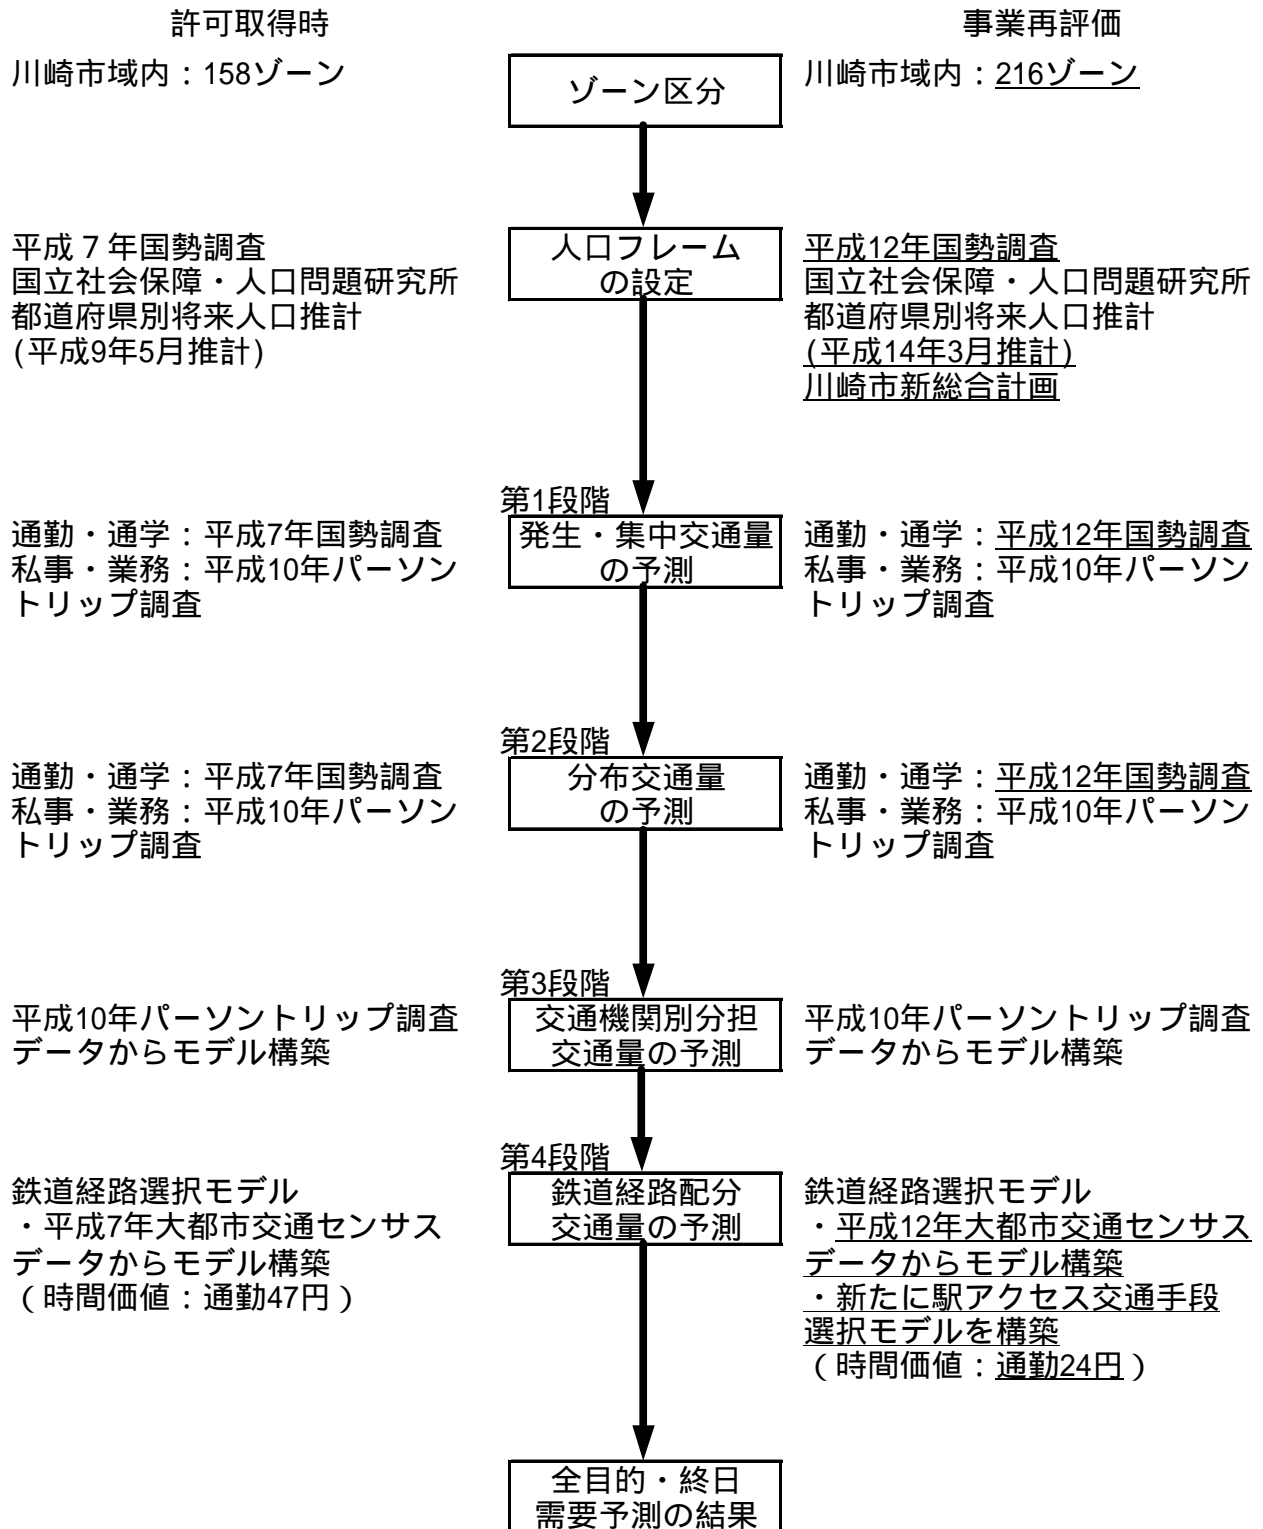 許可取得時
事業再評価
川崎市域内：158ゾーン
ゾーン区分
川崎市域内：216ゾーン
平成７年国勢調査
国立社会保障・人口問題研究所
都道府県別将来人口推計
(平成9年5月推計)
人口フレーム
の設定
平成12年国勢調査
国立社会保障・人口問題研究所
都道府県別将来人口推計
(平成14年3月推計)
川崎市新総合計画
第1段階
通勤・通学：平成7年国勢調査
私事・業務：平成10年パーソン
トリップ調査
発生・集中交通量
の予測
通勤・通学：平成12年国勢調査
私事・業務：平成10年パーソン
トリップ調査
第2段階
通勤・通学：平成7年国勢調査
私事・業務：平成10年パーソン
トリップ調査
分布交通量
の予測
通勤・通学：平成12年国勢調査
私事・業務：平成10年パーソン
トリップ調査
第3段階
平成10年パーソントリップ調査
データからモデル構築
交通機関別分担
交通量の予測
平成10年パーソントリップ調査
データからモデル構築
第4段階
鉄道経路選択モデル
・平成7年大都市交通センサス
データからモデル構築
（時間価値：通勤47円）
鉄道経路配分
交通量の予測
鉄道経路選択モデル
・平成12年大都市交通センサス
データからモデル構築
・新たに駅アクセス交通手段
選択モデルを構築
（時間価値：通勤24円）
全目的・終日
需要予測の結果